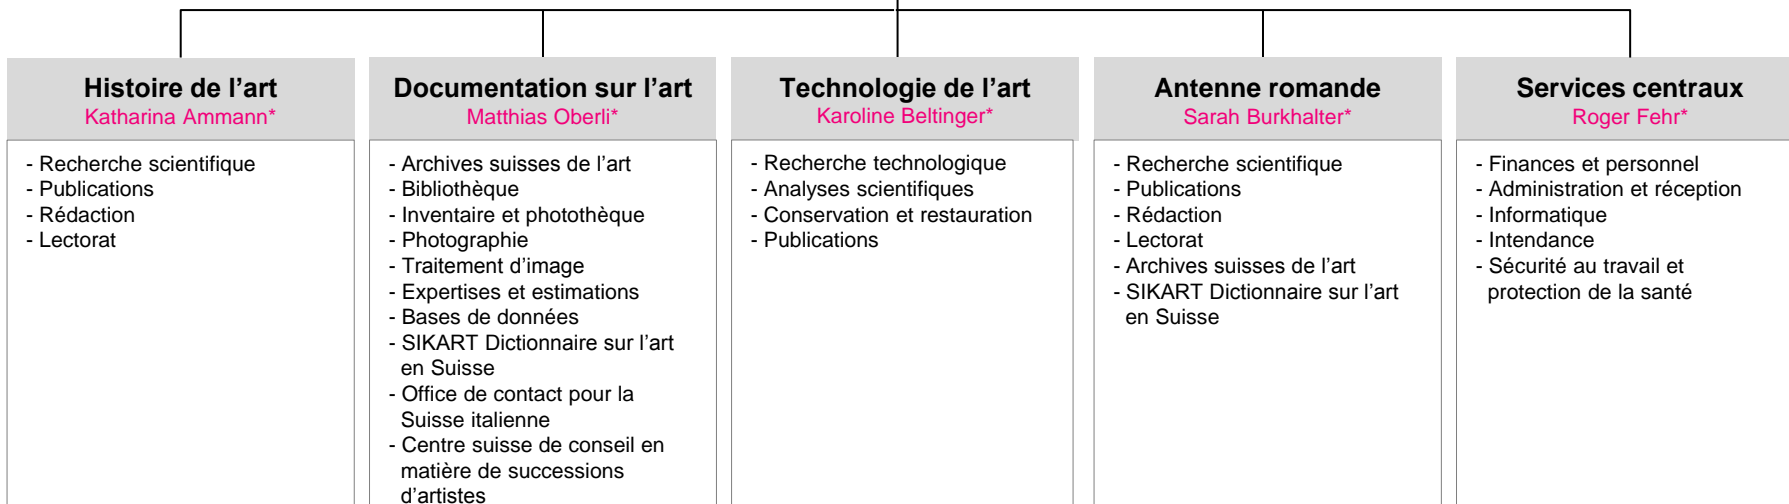 Histoire de l’art
Katharina Ammann*
- Recherche scientifique
- Publications
- Rédaction
- Lectorat
Documentation sur l’art
Matthias Oberli*
- Archives suisses de l’art
- Bibliothèque
- Inventaire et photothèque
- Photographie
- Traitement d’image
- Expertises et estimations
- Bases de données
- SIKART Dictionnaire sur l’art
en Suisse
- Office de contact pour la
Suisse italienne
- Centre suisse de conseil en
matière de successions
d’artistes
Technologie de l’art
Karoline Beltinger*
- Recherche technologique
- Analyses scientifiques
- Conservation et restauration
- Publications
Antenne romande
Sarah Burkhalter*
- Recherche scientifique
- Publications
- Rédaction
- Lectorat
- Archives suisses de l’art
- SIKART Dictionnaire sur l’art
en Suisse
Services centraux
Roger Fehr*
- Finances et personnel
- Administration et réception
- Informatique
- Intendance
- Sécurité au travail et
protection de la santé